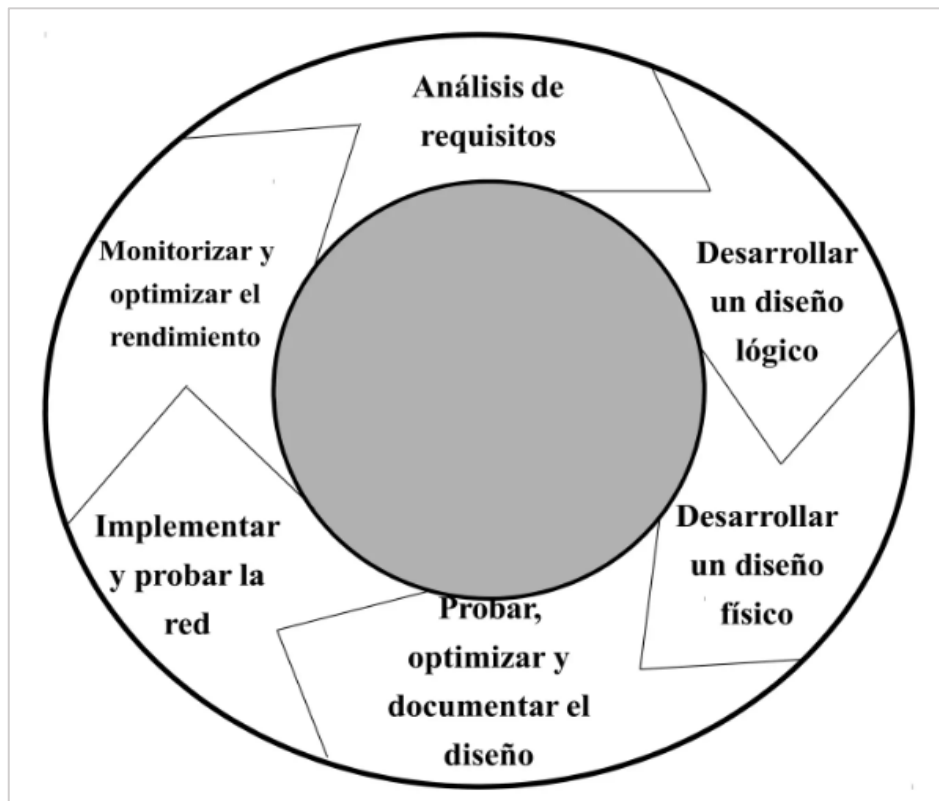 Análisis de
requisitos
Desarrollar
un diseño
lógico
Desarrollar
un diseño
físico
Probar,
optimizar y
documentar el
diseño
Implementar
y probar la
red
Monitorizar y
optimizar el
rendimiento